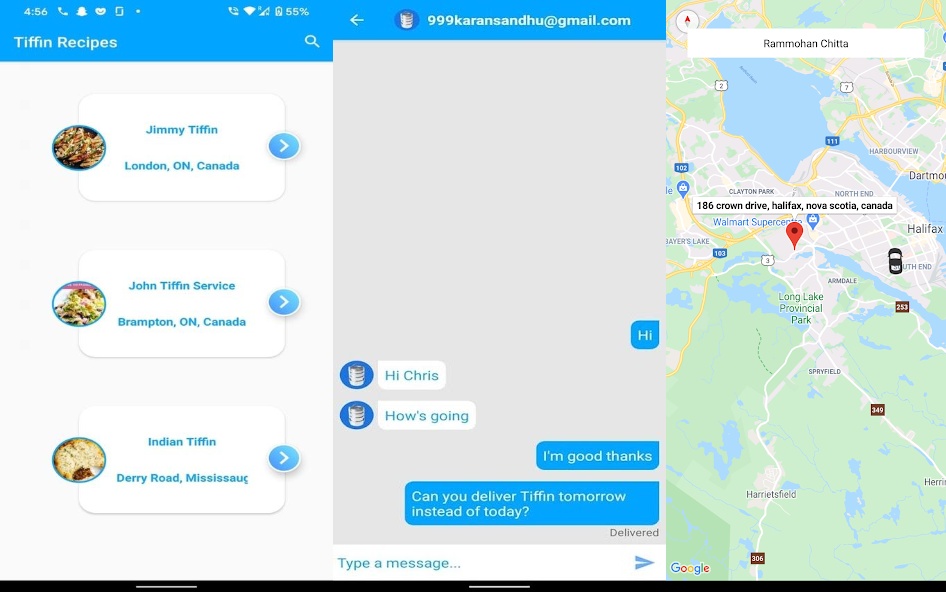 4:56
55%
Tiffin Recipes
Jimmy Tiffin
London, ON, Canada
John Tiffin Service
Brampton, ON, Canada
Indian Tiffin
Derry Road, Mississaug
999karansandhu@gmail.com
Hi
Hi Chris
How's going
I'm good thanks
Can you deliver Tiffin tomorrow
instead of today?
Delivered
Type a message...
Rammohan Chitta
2
7
111
HARBOURVIEW
102
Dartmo
CLAYTON PARK
NORTH END
186 crown drive, halifax, nova scotia, canada
Walmart Supercentre
Halifax
BAYER'S LAKE
103
3
UTH END
ARMDALE
Long Lake
Provincial
Park
253
SPRYFIELD
349
Harrietsfield
Herri
306
Google